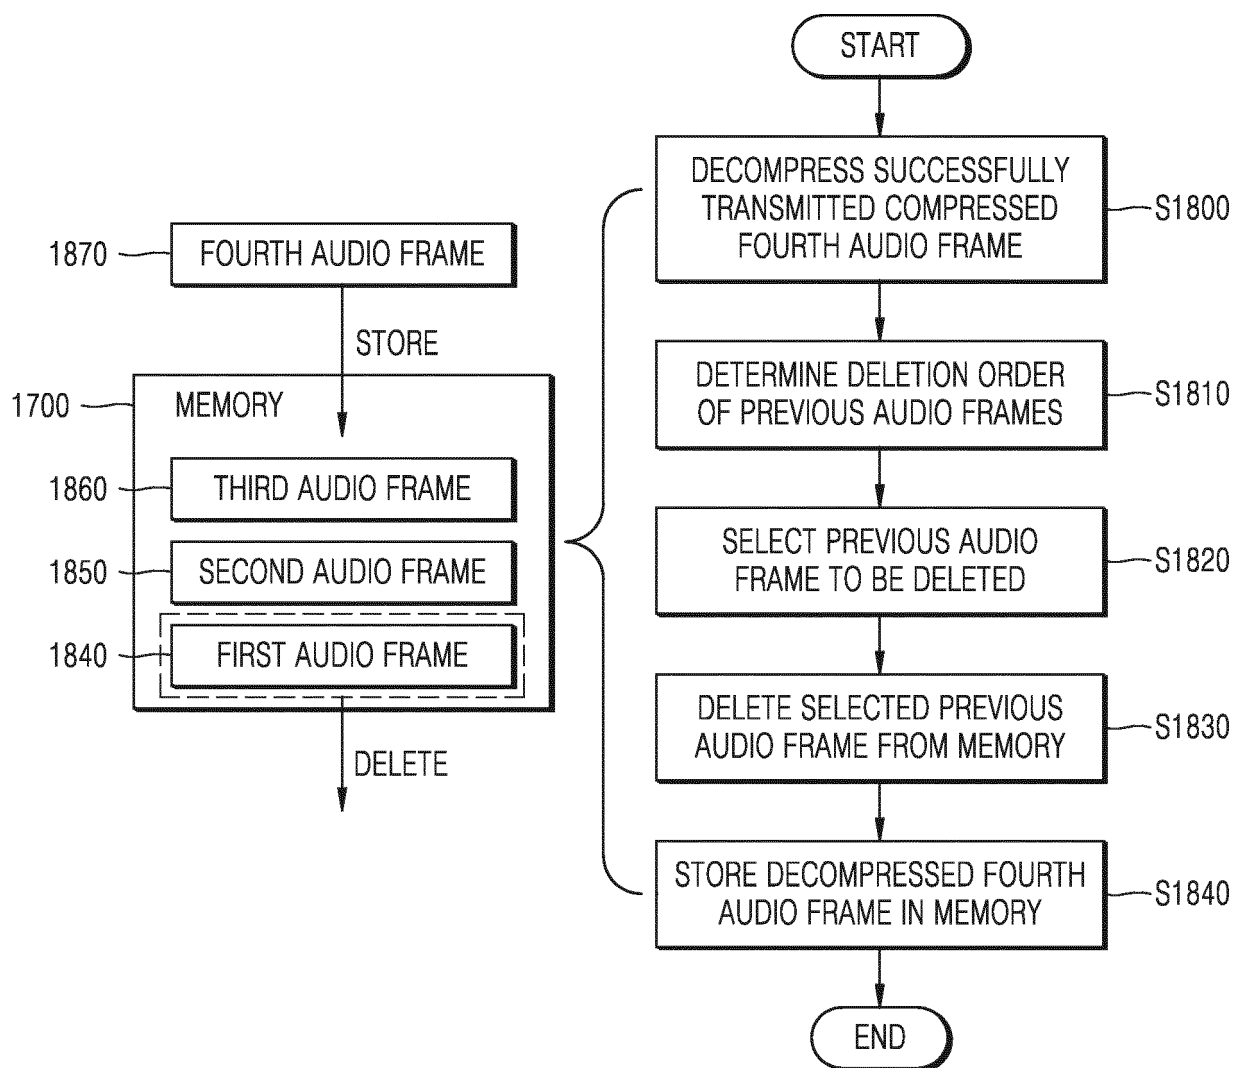 START
DECOMPRESS SUCCESSFULLY
TRANSMITTED COMPRESSED
FOURTH AUDIO FRAME
S1800
DETERMINE DELETION ORDER
OF PREVIOUS AUDIO FRAMES
S1810
SELECT PREVIOUS AUDIO
FRAME TO BE DELETED
S1820
DELETE SELECTED PREVIOUS
AUDIO FRAME FROM MEMORY
S1830
STORE DECOMPRESSED FOURTH
AUDIO FRAME IN MEMORY
S1840
END
1870
FOURTH AUDIO FRAME
STORE
1700
MEMORY
1860
THIRD AUDIO FRAME
1850
SECOND AUDIO FRAME
1840
FIRST AUDIO FRAME
DELETE